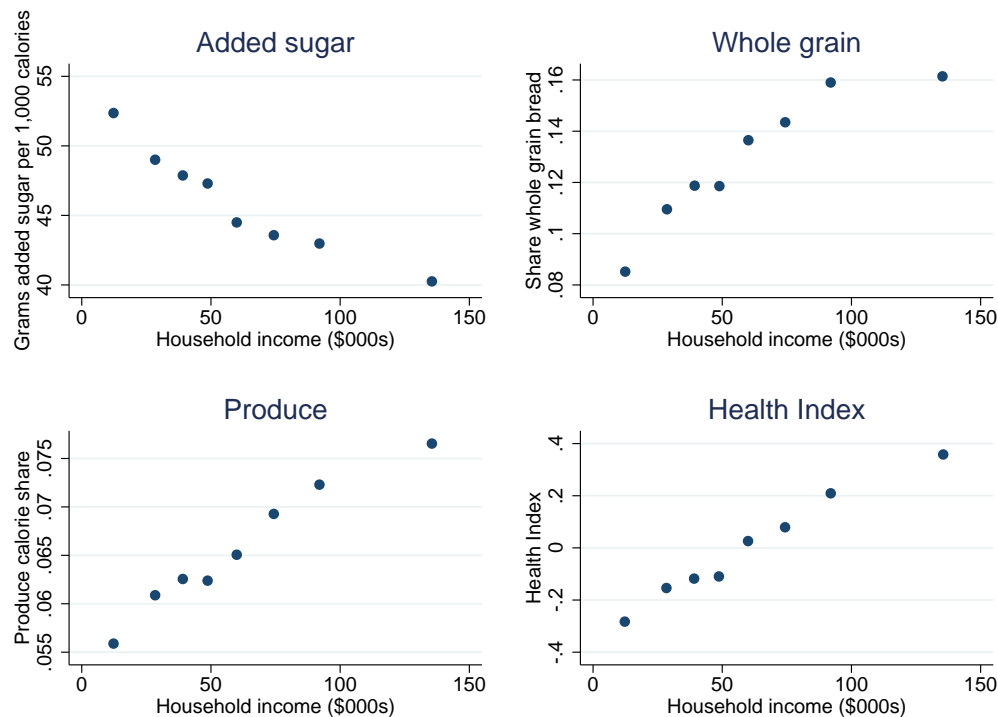 Added sugar
Grams added sugar per 1,000 calories
55
50
45
40
0 50 100 150
Household income ($000s)
Whole grain
Share whole grain bread
.16
.14
.12
.1
.08
0 50 100 150
Household income ($000s)
Produce
Produce calorie share
.075
.07
.065
.06
.055
0 50 100 150
Household income ($000s)
Health Index
Health Index
.4
.2
0
-.2
-.4
0 50 100 150
Household income ($000s)